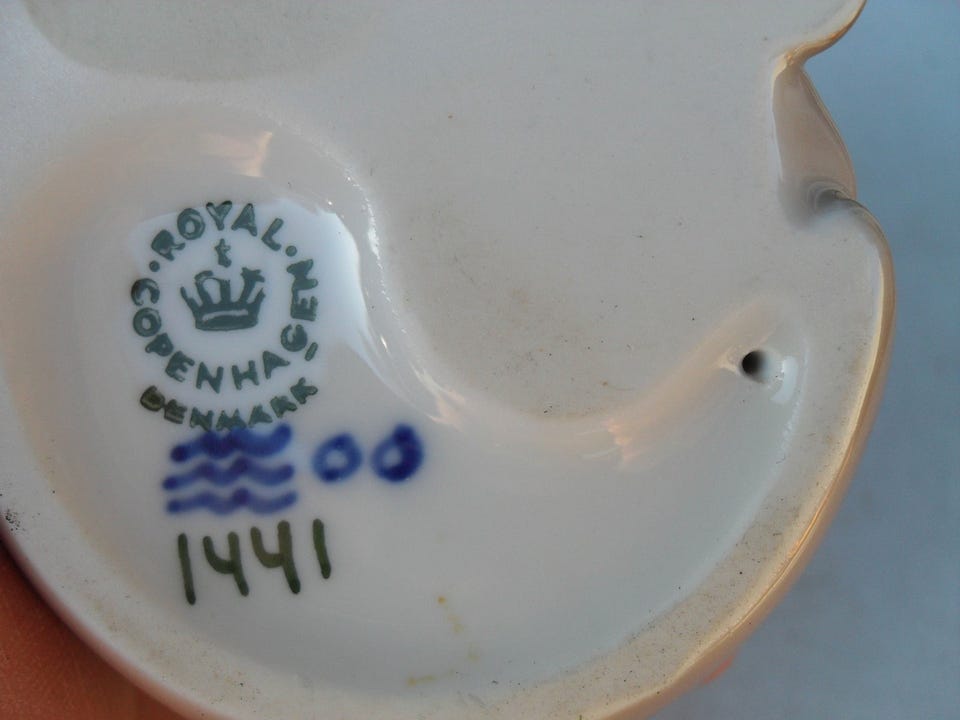 ROYAL
COPENHAGEN
DENMARK
00
1441